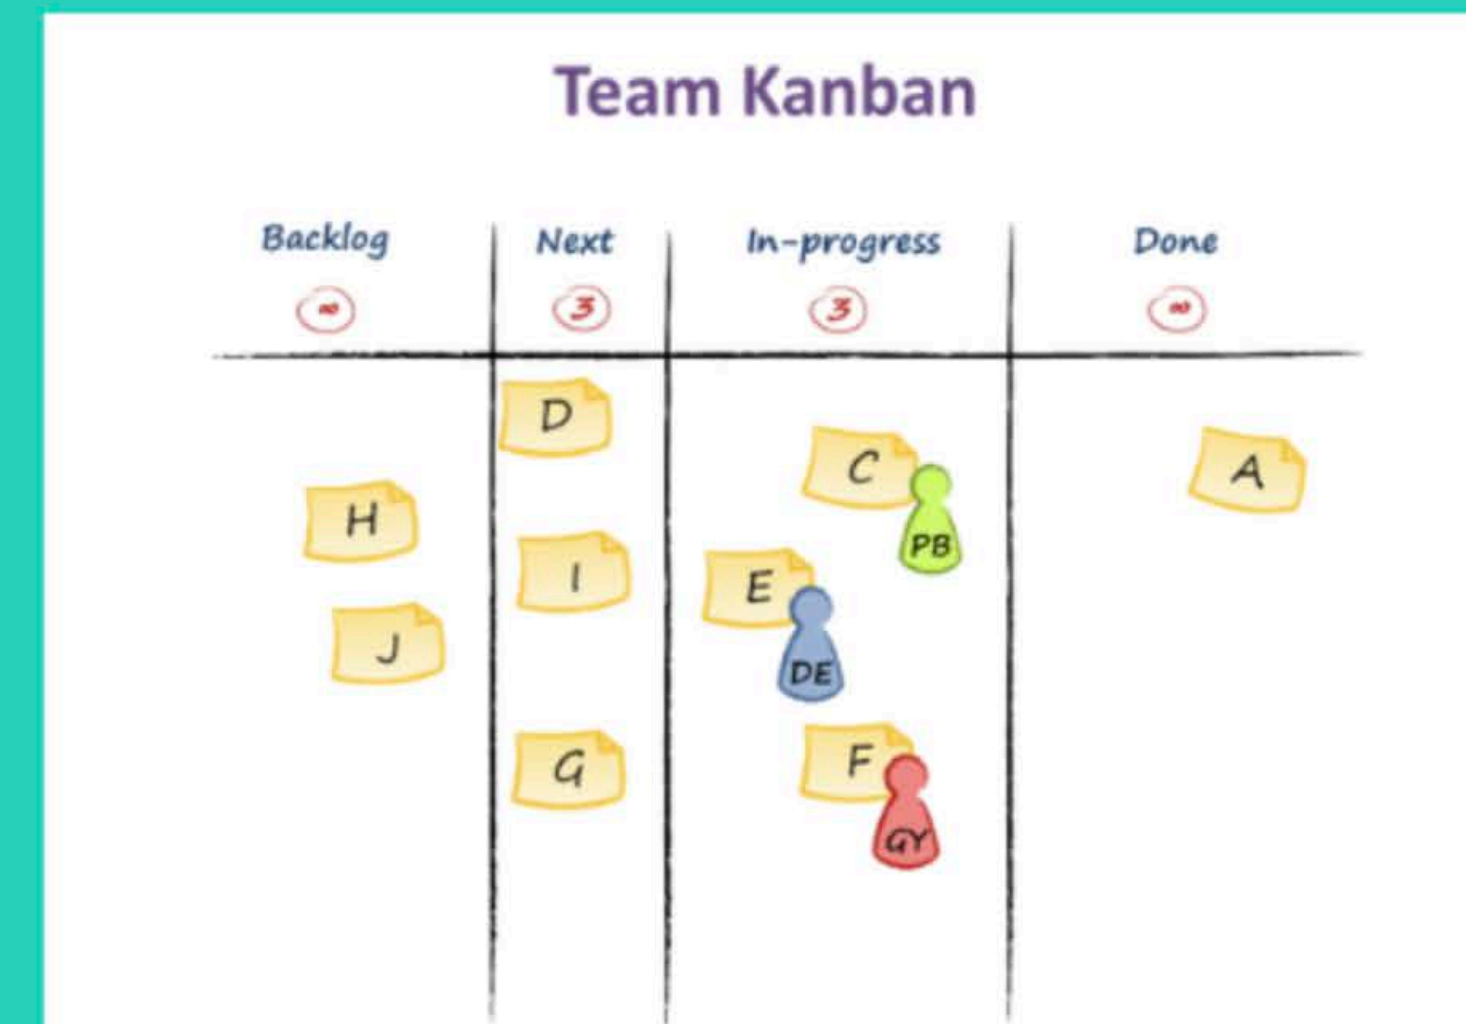 Team Kanban
Backlog Next In-progress Done
∞ 3 3 ∞
D
C
A
H
PB
I
E
J
DE
G
F
GY